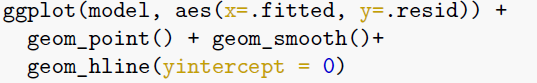 ggplot(model, aes(x=.fitted, y=.resid)) +
geom_point() + geom_smooth()+
geom_hline(yintercept = 0)